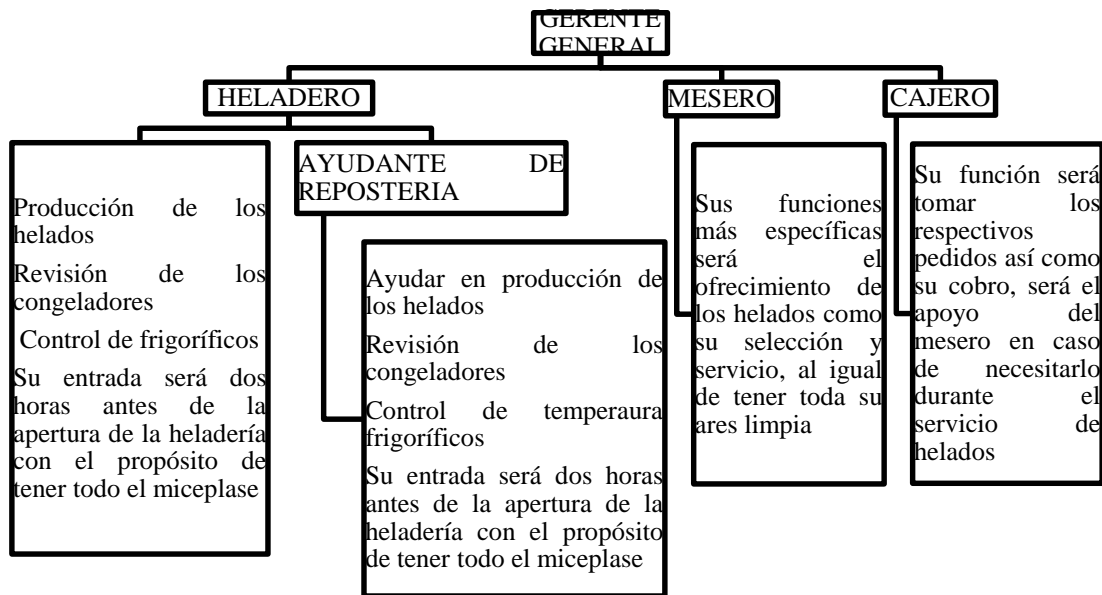 GERENTE
GENERAL
HELADERO
MESERO
CAJERO
Producción de los
helados
Revisión de los
congeladores
Control de frigoríficos
Su entrada será dos
horas antes de la
apertura de la heladería
con el propósito de
tener todo el miceplase
AYUDANTE DE
REPOSTERIA
Ayudar en producción de
los helados
Revisión de los
congeladores
Control de temperaura
frigoríficos
Su entrada será dos horas
antes de la apertura de la
heladería con el propósito
de tener todo el miceplase
Sus funciones
más específicas
será el
ofrecimiento de
los helados como
su selección y
servicio, al igual
de tener toda su
ares limpia
Su función será
tomar los
respectivos
pedidos así como
su cobro, será el
apoyo del
mesero en caso
de necesitarlo
durante el
servicio de
helados